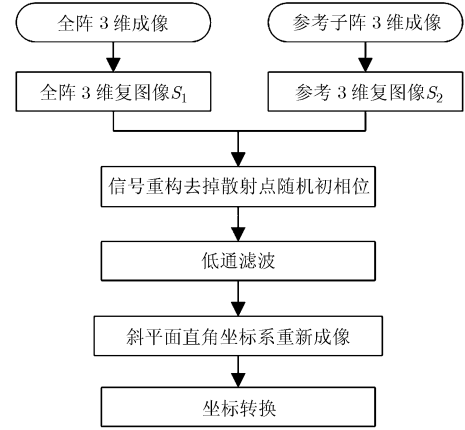 全阵3维成像
参考子阵3维成像
全阵3维复图像S₁
参考3维复图像S₂
信号重构去掉散射点随机初相位
低通滤波
斜平面直角坐标系重新成像
坐标转换